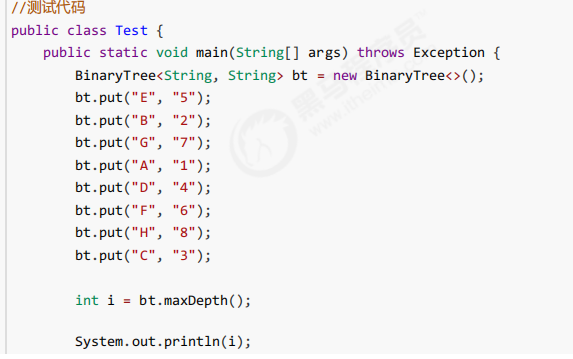 //测试代码
public class Test {
    public static void main(String[] args) throws Exception {
        BinaryTree<String, String> bt = new BinaryTree<>();
        bt.put("E", "5");
        bt.put("B", "2");
        bt.put("G", "7");
        bt.put("A", "1");
        bt.put("D", "4");
        bt.put("F", "6");
        bt.put("H", "8");
        bt.put("C", "3");
        int i = bt.maxDepth();
        System.out.println(i);